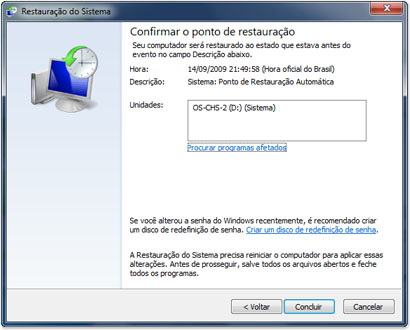 Restauração do Sistema
Confirmar o ponto de restauração
Seu computador será restaurado ao estado que estava antes do
evento no campo Descrição abaixo.
Hora: 14/09/2009 21:49:58 (Hora oficial do Brasil)
Descrição: Sistema: Ponto de Restauração Automática
Unidades: OS-CHS-2 (D:) (Sistema)
Procurar programas afetados
Se você alterou a senha do Windows recentemente, é recomendado criar
um disco de redefinição de senha. Criar um disco de redefinição de senha.
A Restauração do Sistema precisa reiniciar o computador para aplicar essas
alterações. Antes de prosseguir, salve todos os arquivos abertos e feche
todos os programas.
< Voltar Concluir Cancelar